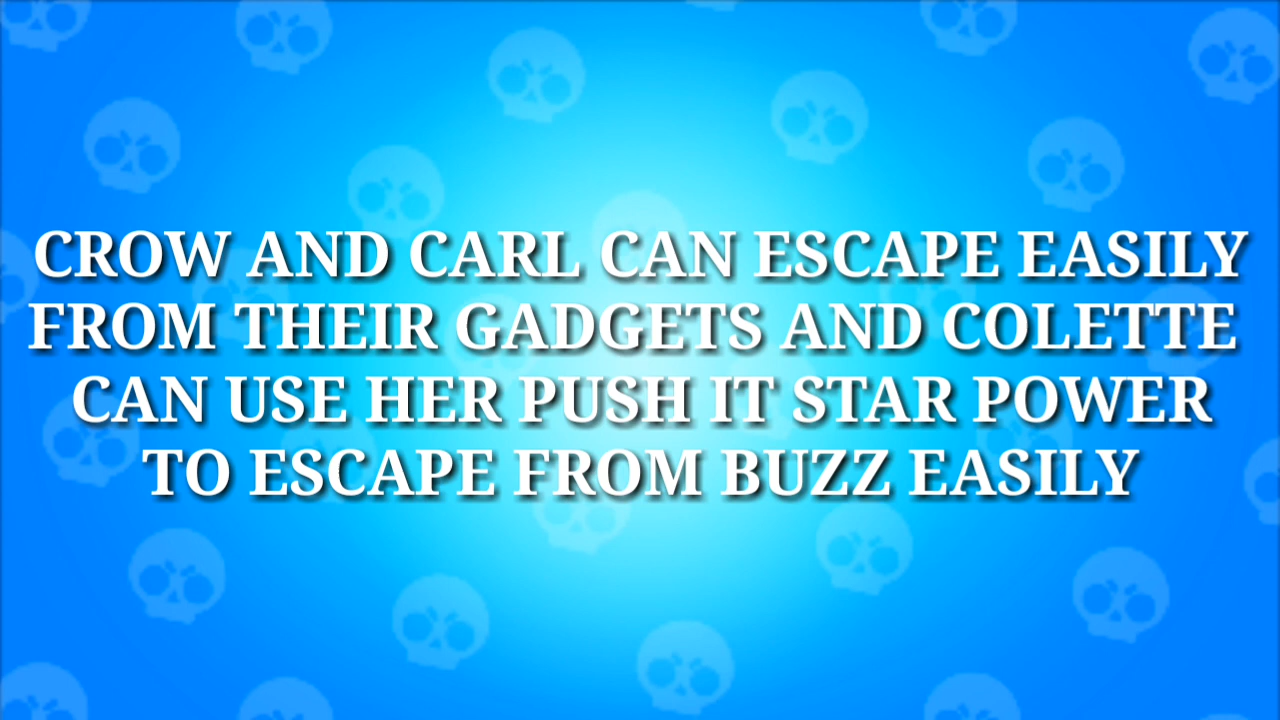 CROW AND CARL CAN ESCAPE EASILY
FROM THEIR GADGETS AND COLETTE
CAN USE HER PUSH IT STAR POWER
TO ESCAPE FROM BUZZ EASILY